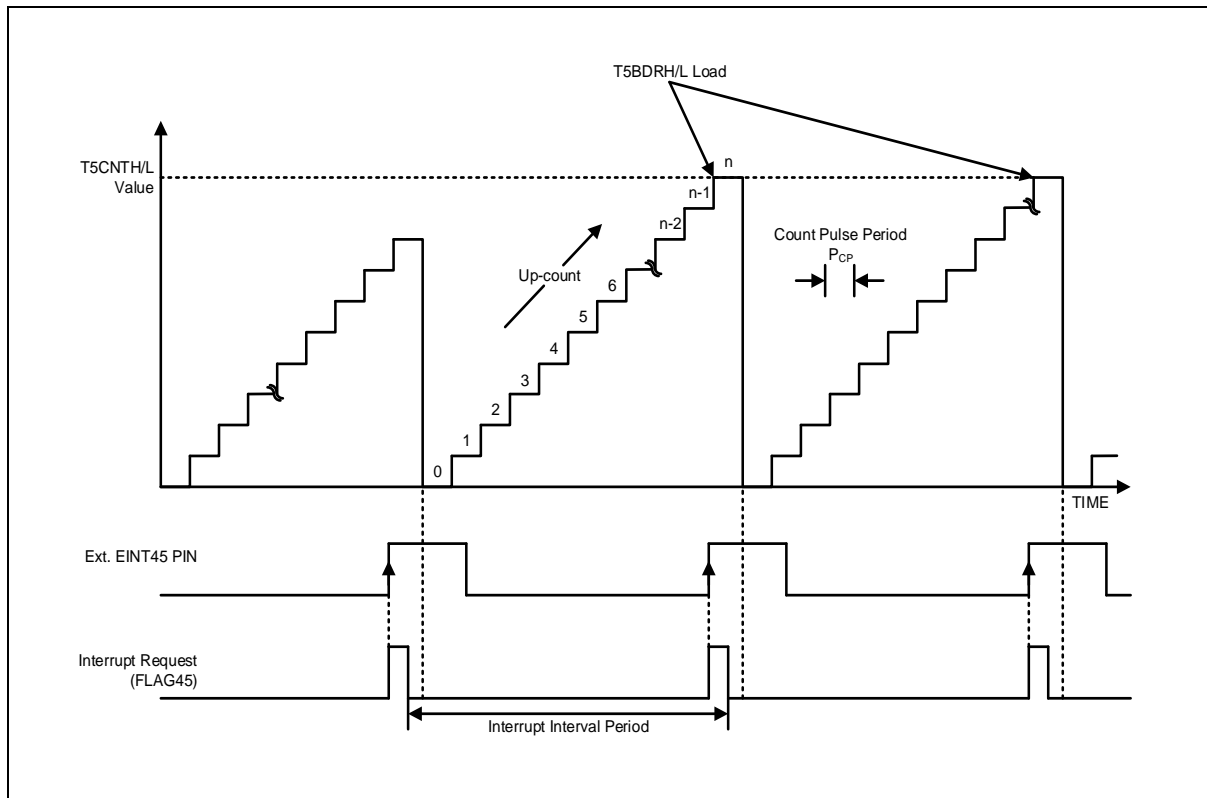 T5BDRH/L Load
T5CNTH/L
Value
n
n-1
n-2
6
5
4
3
2
1
0
Up-count
Count Pulse Period
PCP
TIME
Ext. EINT45 PIN
Interrupt Request
(FLAG45)
Interrupt Interval Period